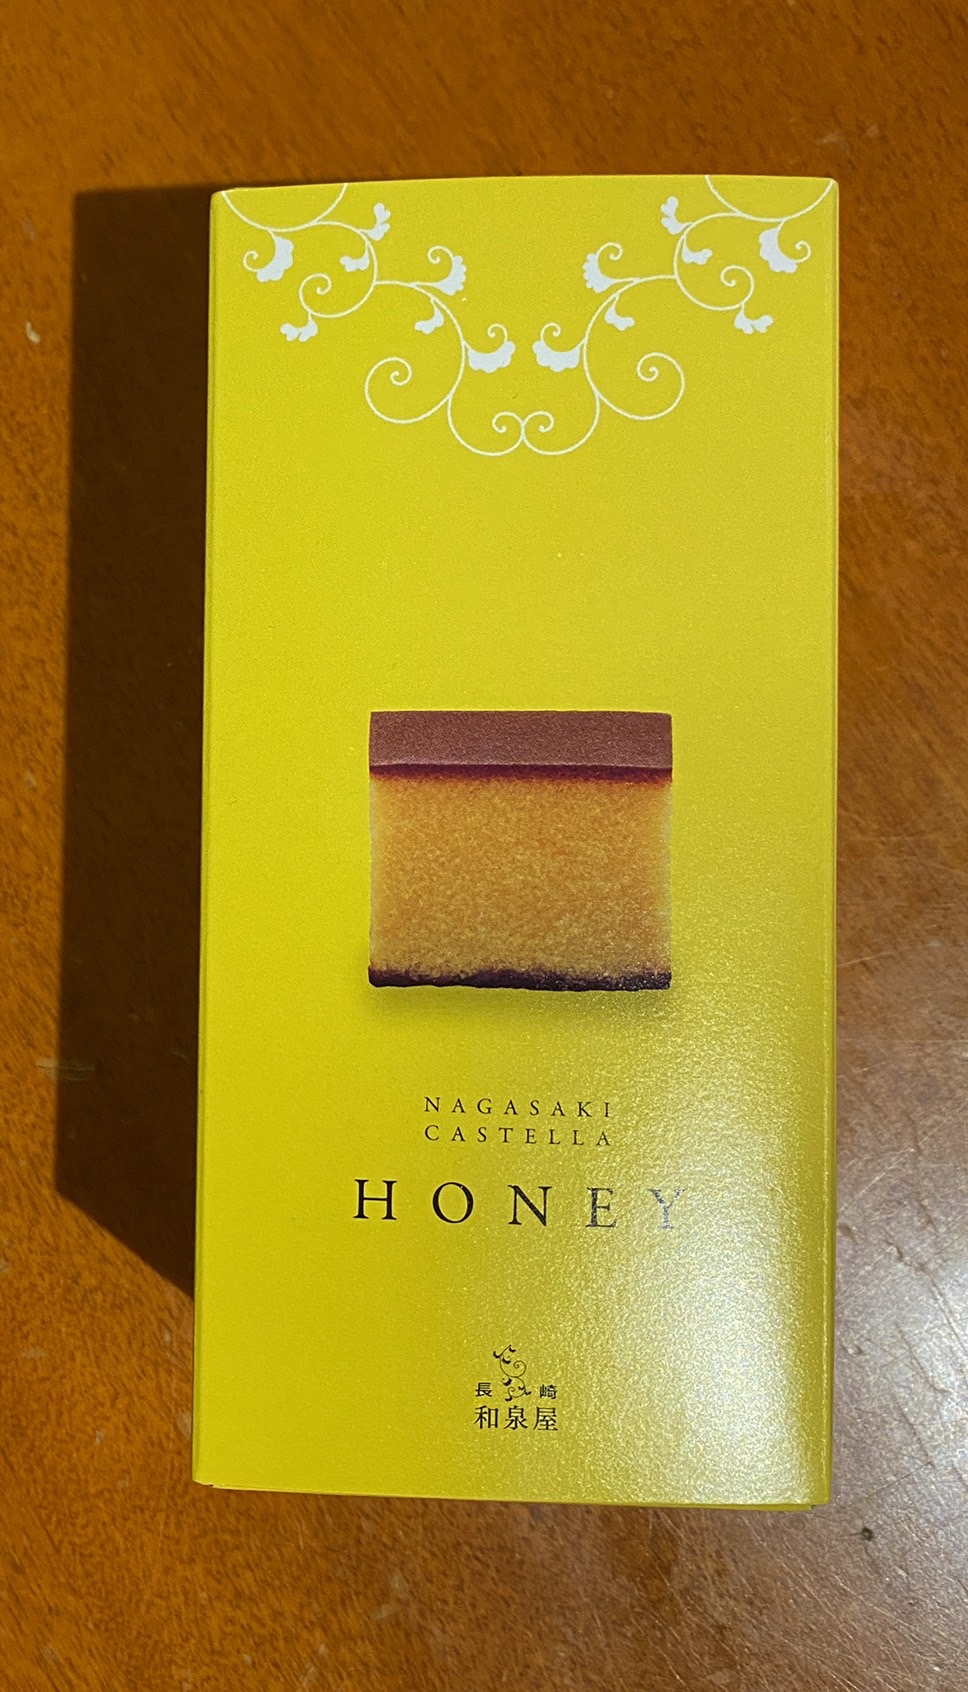 NAGASAKI
CASTELLA
HONEY
長崎
和泉屋